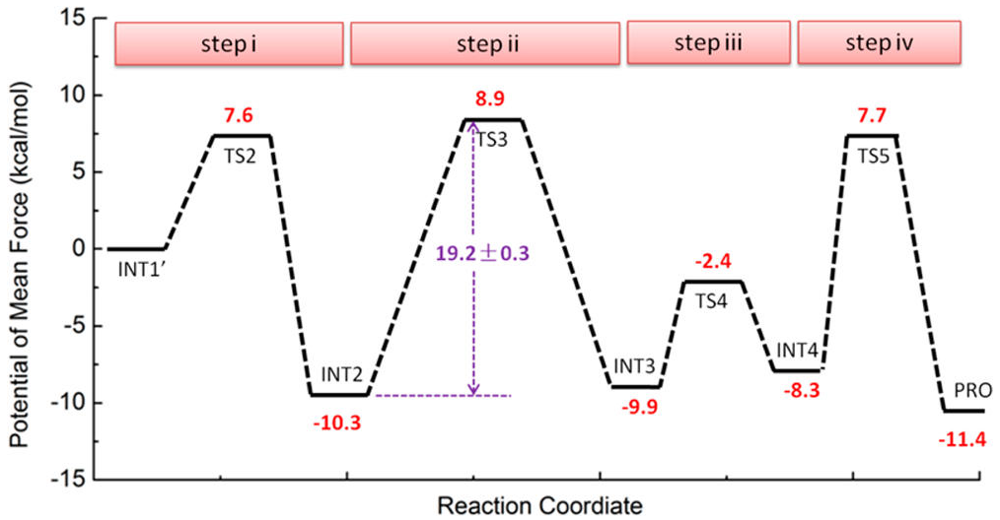 step i
step ii
step iii
step iv
15
10
5
0
-5
-10
-15
Potential of Mean Force (kcal/mol)
7.6
TS2
8.9
TS3
7.7
TS5
INT1′
19.2±0.3
-2.4
TS4
INT2
-10.3
INT3
-9.9
INT4
-8.3
PRO
-11.4
Reaction Coordiate